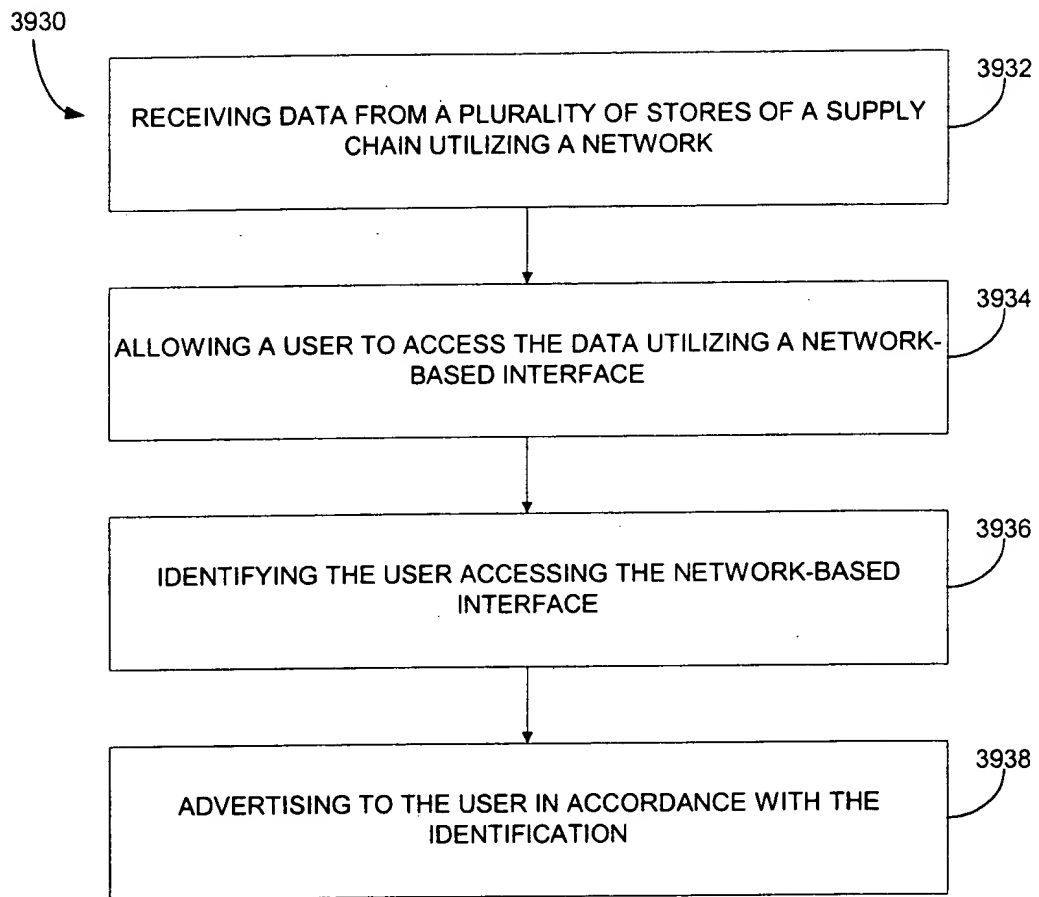 3930
3932
RECEIVING DATA FROM A PLURALITY OF STORES OF A SUPPLY
CHAIN UTILIZING A NETWORK
3934
ALLOWING A USER TO ACCESS THE DATA UTILIZING A NETWORK-
BASED INTERFACE
3936
IDENTIFYING THE USER ACCESSING THE NETWORK-BASED
INTERFACE
3938
ADVERTISING TO THE USER IN ACCORDANCE WITH THE
IDENTIFICATION